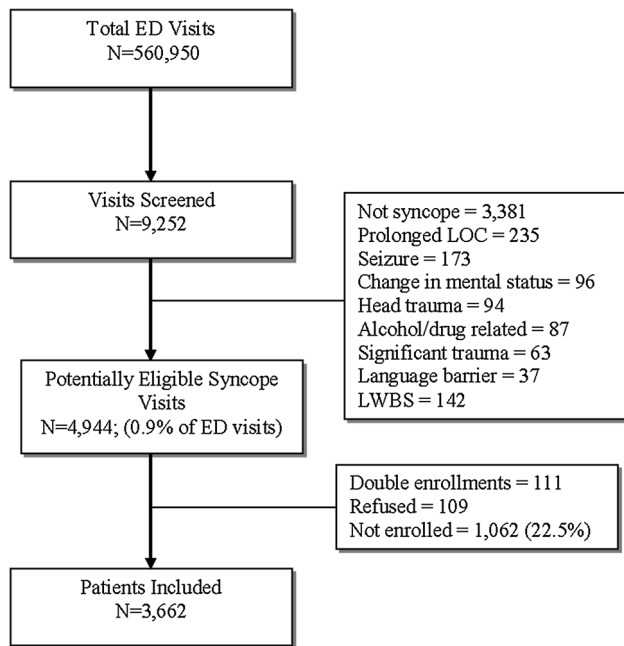 Total ED Visits
N=560,950
Visits Screened
N=9,252
Not syncope = 3,381
Prolonged LOC = 235
Seizure = 173
Change in mental status = 96
Head trauma = 94
Alcohol/drug related = 87
Significant trauma = 63
Language barrier = 37
LWBS = 142
Potentially Eligible Syncope
Visits
N=4,944; (0.9% of ED visits)
Double enrollments = 111
Refused = 109
Not enrolled = 1,062 (22.5%)
Patients Included
N=3,662